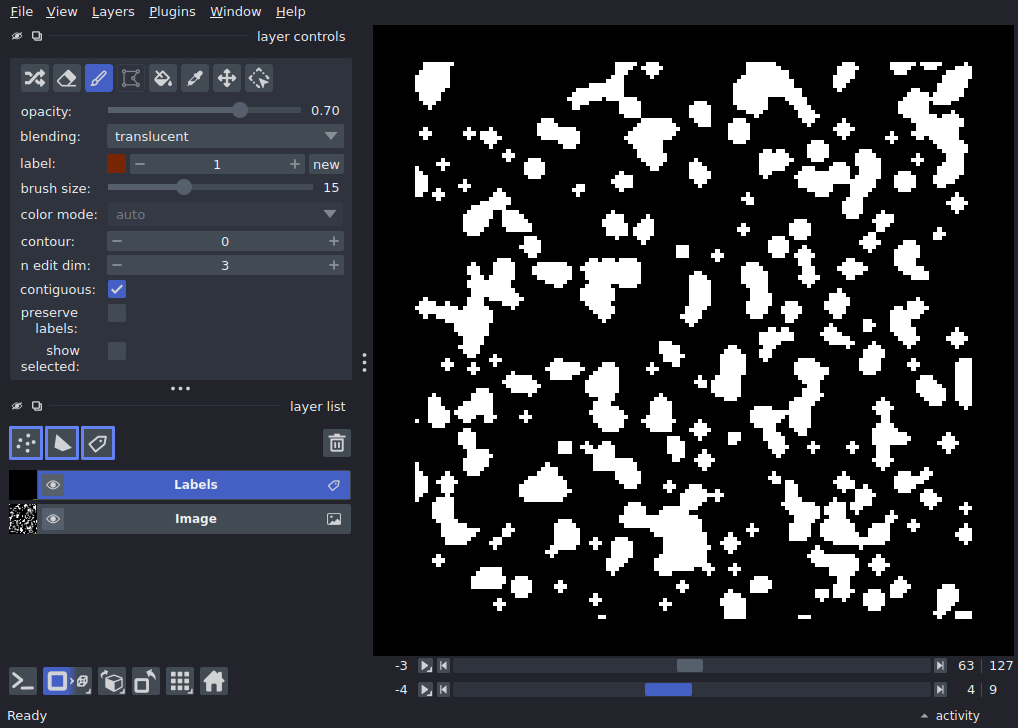 File View Layers Plugins Window Help
layer controls
opacity: 0.70
blending: translucent
label: − 1 + new
brush size: 15
color mode: auto
contour: − 0 +
n edit dim: − 3 +
contiguous:
preserve
labels:
show
selected:
layer list
Labels
Image
-3 63 127
-4 4 9
Ready activity